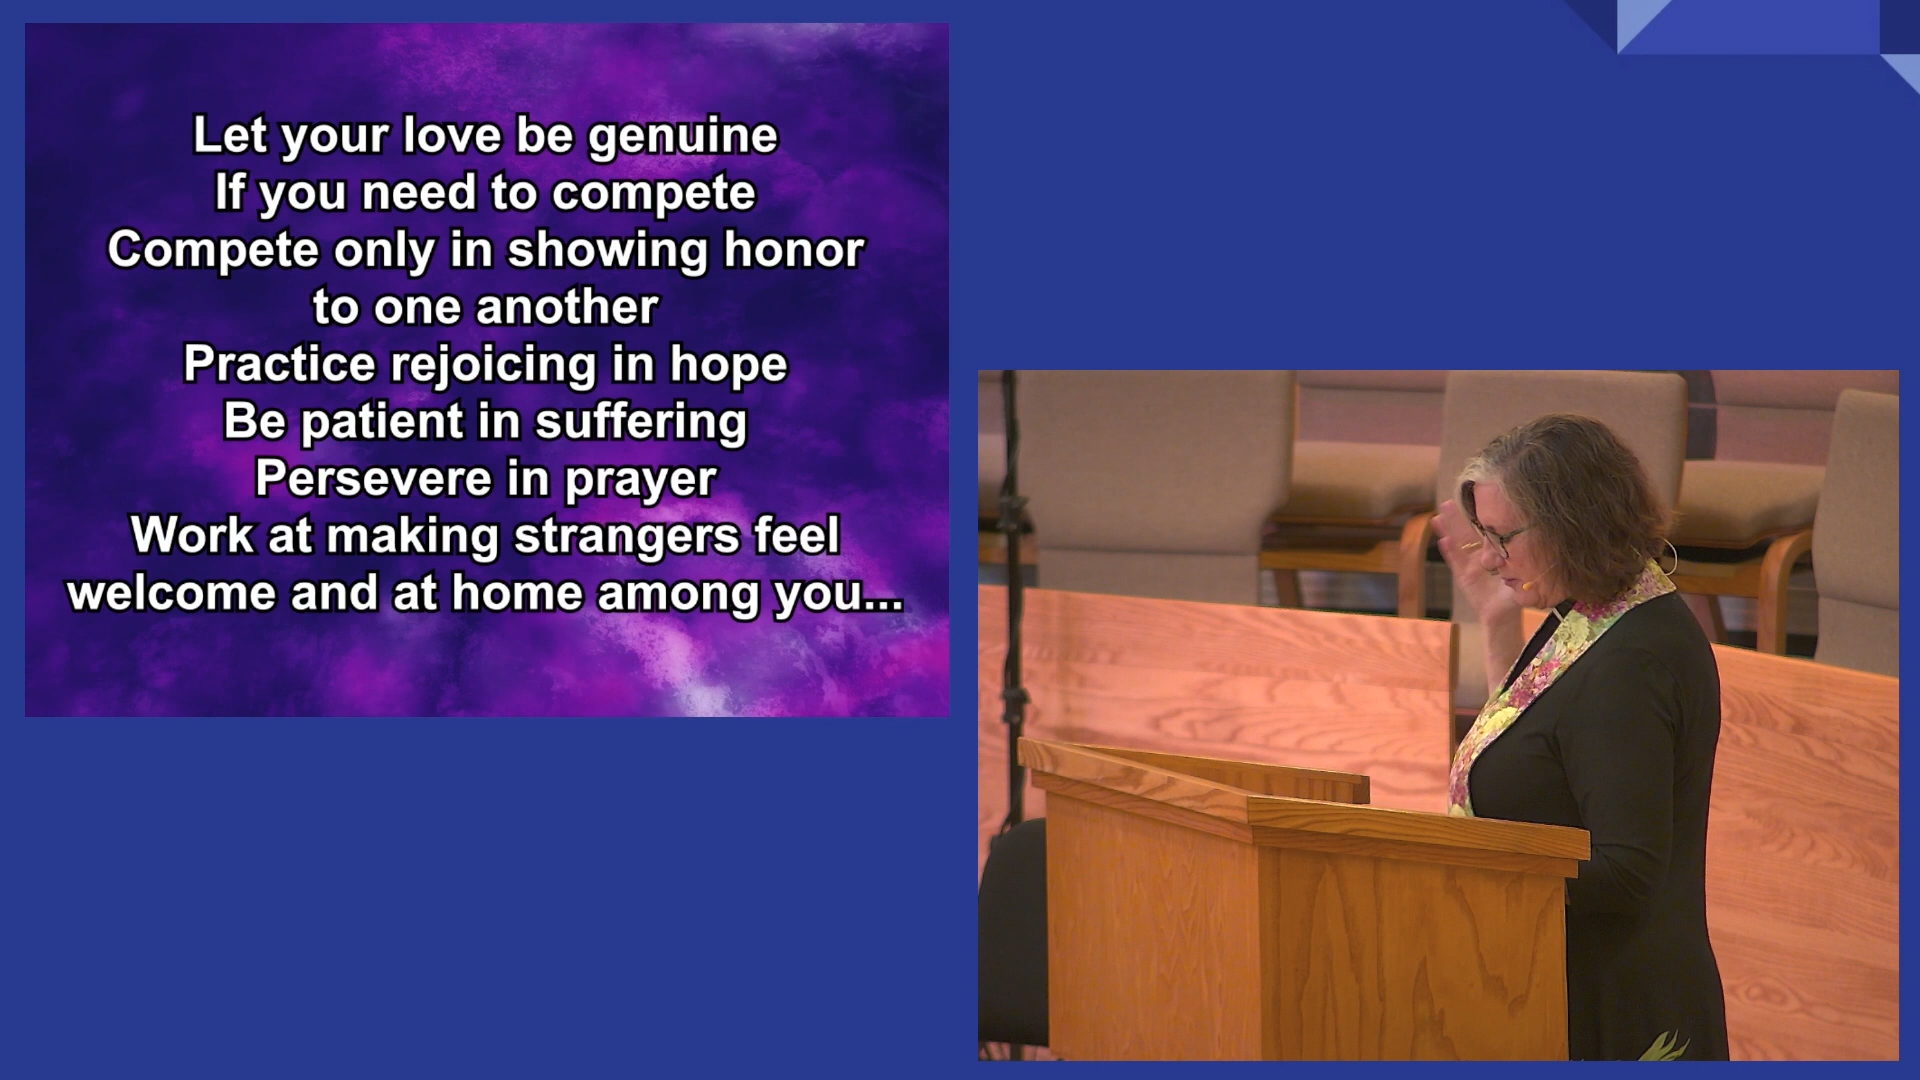 Let your love be genuine
If you need to compete
Compete only in showing honor
to one another
Practice rejoicing in hope
Be patient in suffering
Persevere in prayer
Work at making strangers feel
welcome and at home among you...